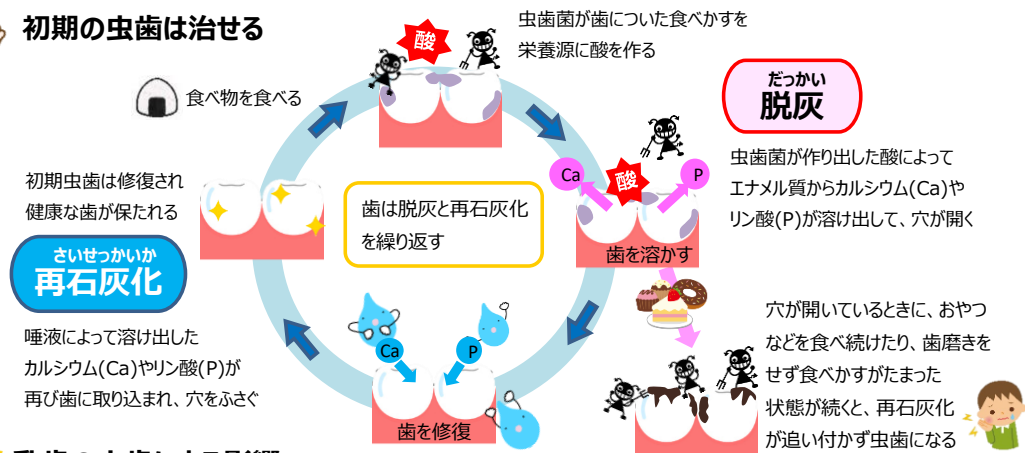 初期の虫歯は治せる
酸
虫歯菌が歯についた食べかすを
栄養源に酸を作る
食べ物を食べる
だっかい
脱灰
Ca
酸
P
虫歯菌が作り出した酸によって
エナメル質からカルシウム(Ca)や
リン酸(P)が溶け出して、穴が開く
歯を溶かす
初期虫歯は修復され
健康な歯が保たれる
歯は脱灰と再石灰化
を繰り返す
さいせっかいか
再石灰化
唾液によって溶け出した
カルシウム(Ca)やリン酸(P)が
再び歯に取り込まれ、穴をふさぐ
Ca
P
歯を修復
穴が開いているときに、おやつ
などを食べ続けたり、歯磨きを
せず食べかすがたまった
状態が続くと、再石灰化
が追い付かず虫歯になる